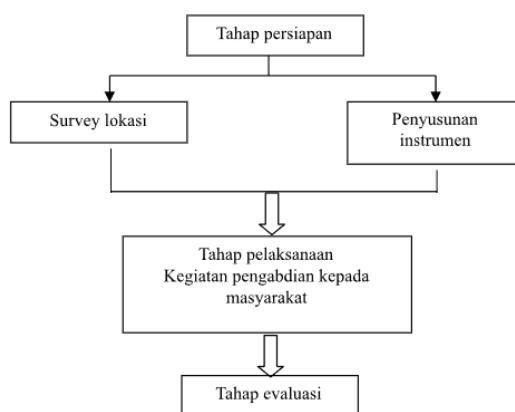 Tahap persiapan
Survey lokasi
Penyusunan
instrumen
Tahap pelaksanaan
Kegiatan pengabdian kepada
masyarakat
Tahap evaluasi